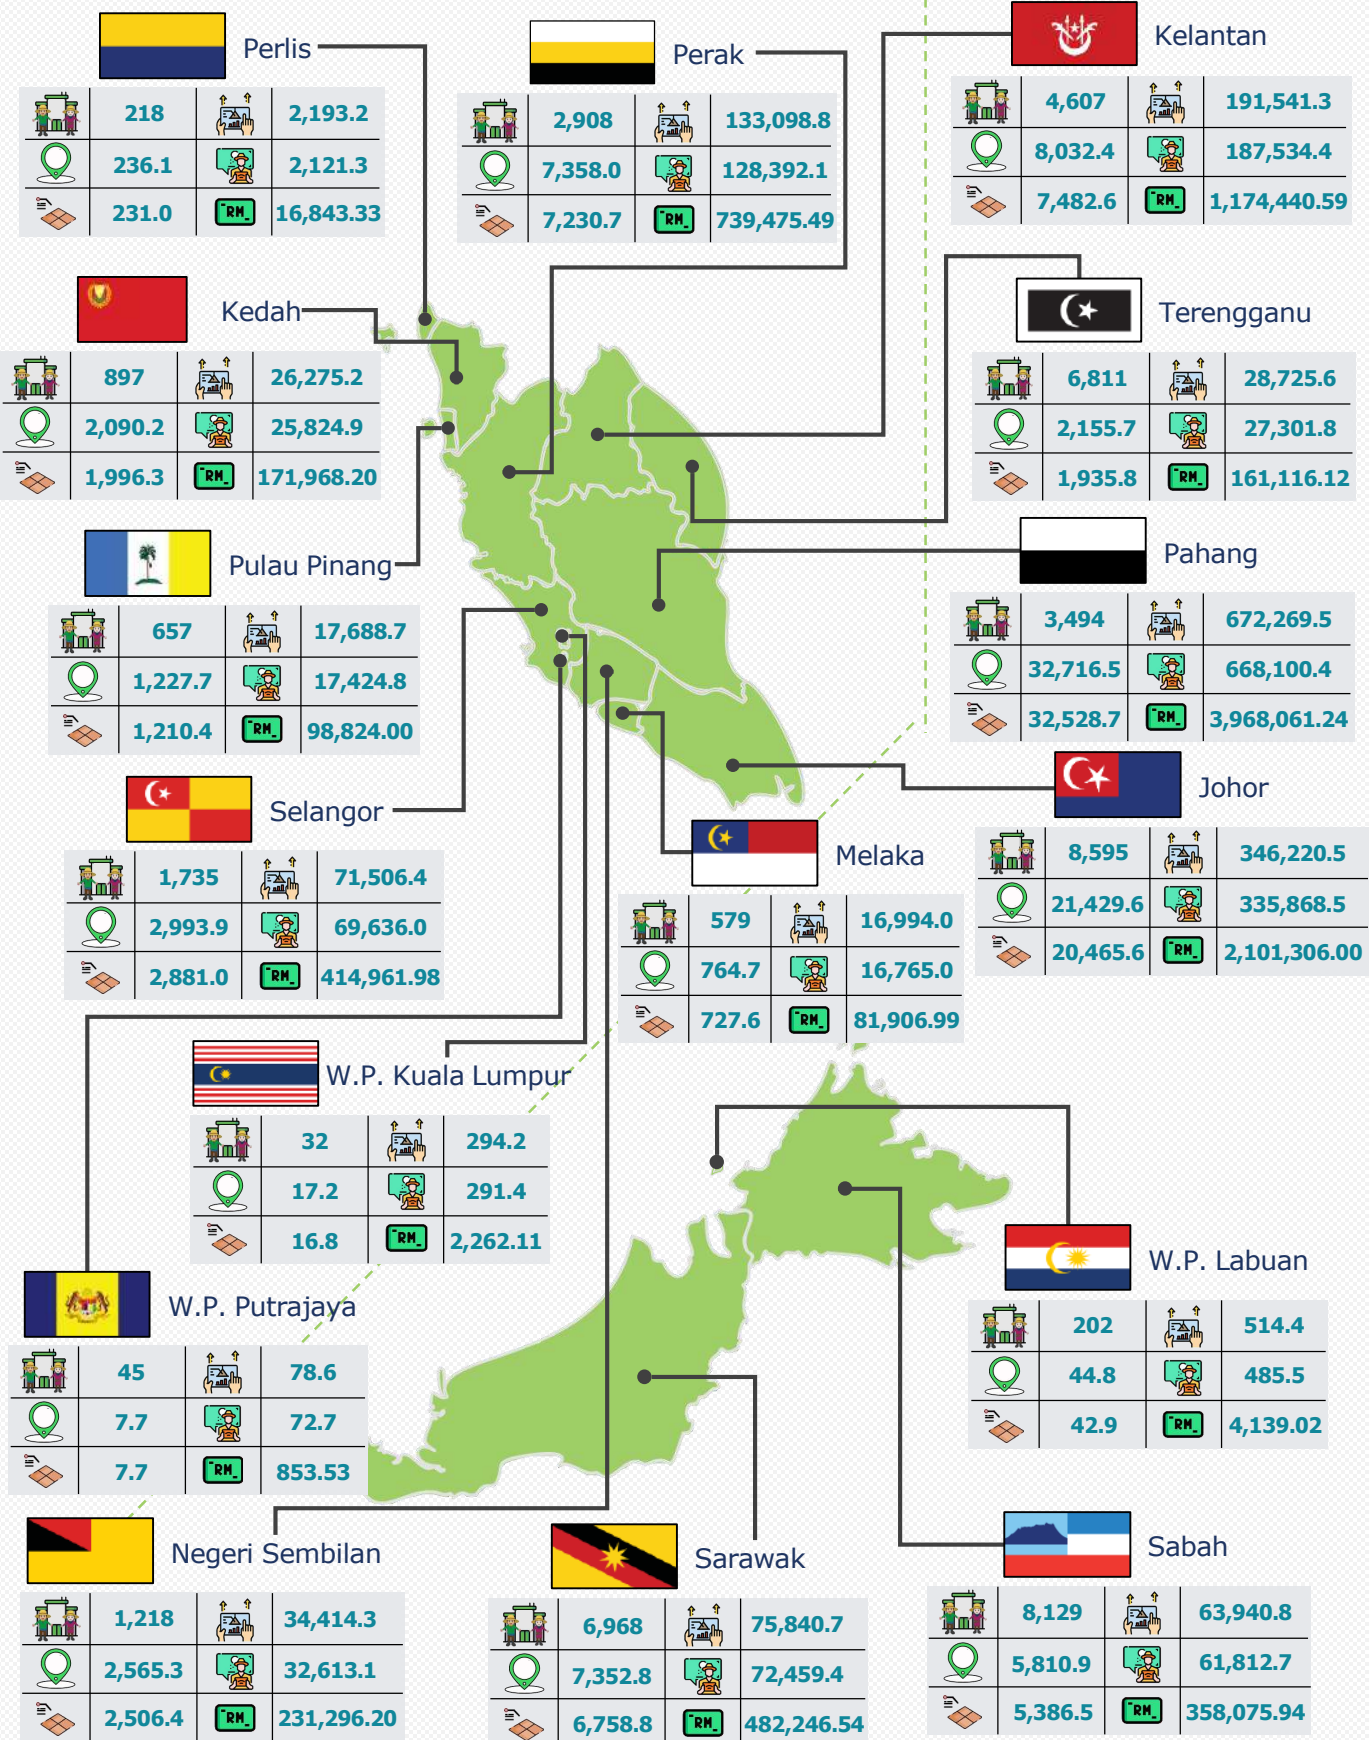 Perlis
218 2,193.2
236.1 2,121.3
231.0 RM 16,843.33
Perak
2,908 133,098.8
7,358.0 128,392.1
7,230.7 RM 739,475.49
Kelantan
4,607 191,541.3
8,032.4 187,534.4
7,482.6 RM 1,174,440.59
Kedah
897 26,275.2
2,090.2 25,824.9
1,996.3 RM 171,968.20
Terengganu
6,811 28,725.6
2,155.7 27,301.8
1,935.8 RM 161,116.12
Pulau Pinang
657 17,688.7
1,227.7 17,424.8
1,210.4 RM 98,824.00
Pahang
3,494 672,269.5
32,716.5 668,100.4
32,528.7 RM 3,968,061.24
Selangor
1,735 71,506.4
2,993.9 69,636.0
2,881.0 RM 414,961.98
Melaka
579 16,994.0
764.7 16,765.0
727.6 RM 81,906.99
Johor
8,595 346,220.5
21,429.6 335,868.5
20,465.6 RM 2,101,306.00
W.P. Kuala Lumpur
32 294.2
17.2 291.4
16.8 RM 2,262.11
W.P. Putrajaya
45 78.6
7.7 72.7
7.7 RM 853.53
W.P. Labuan
202 514.4
44.8 485.5
42.9 RM 4,139.02
Negeri Sembilan
1,218 34,414.3
2,565.3 32,613.1
2,506.4 RM 231,296.20
Sarawak
6,968 75,840.7
7,352.8 72,459.4
6,758.8 RM 482,246.54
Sabah
8,129 63,940.8
5,810.9 61,812.7
5,386.5 RM 358,075.94